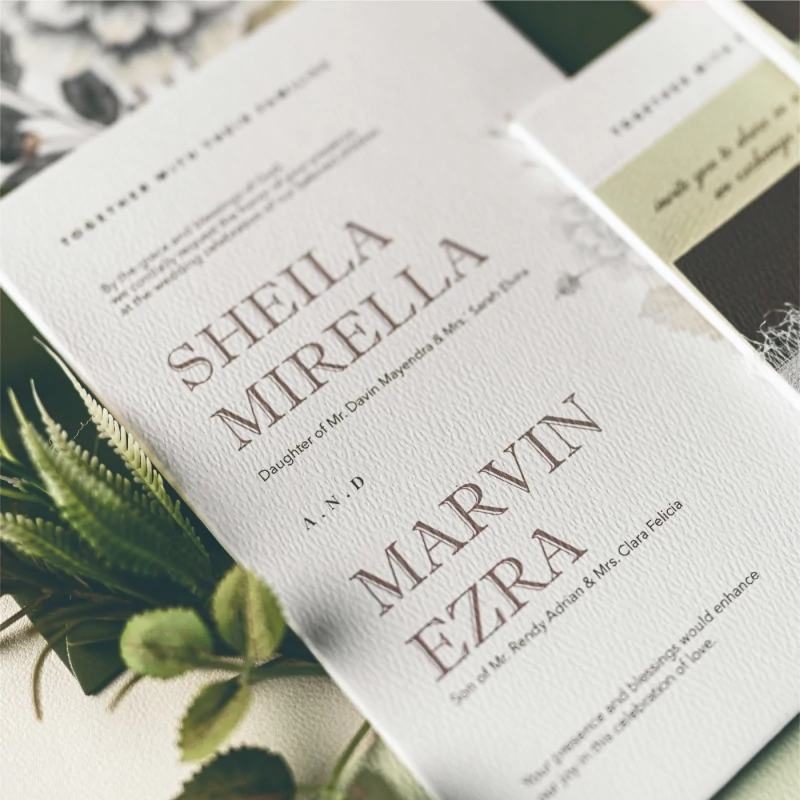 TOGETHER WITH THEIR FAMILIES
By the grace and blessings of God,
we cordially request the honor of your presence
at the wedding celebration of our beloved children
SHEILA
MIRELLA
Daughter of Mr. Davin Mayendra & Mrs. Sarah Elvira
A.N.D
MARVIN
EZRA
Son of Mr. Rendy Adrian & Mrs. Clara Felicia
Your presence and blessings would enhance
our joy in this celebration of love.
TOGETHER WITH
invite you to share in
we exchange